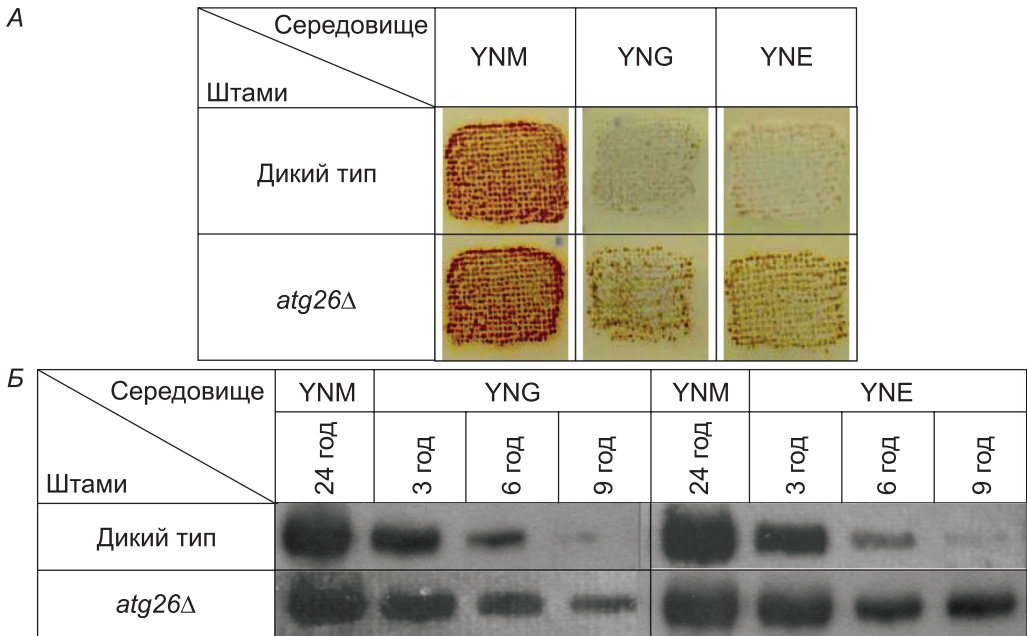 А
Середовище
YNM
YNG
YNE
Штами
Дикий тип
atg26Δ
Б
Середовище
YNM
YNG
YNM
YNE
Штами
24 год
3 год
6 год
9 год
24 год
3 год
6 год
9 год
Дикий тип
atg26Δ